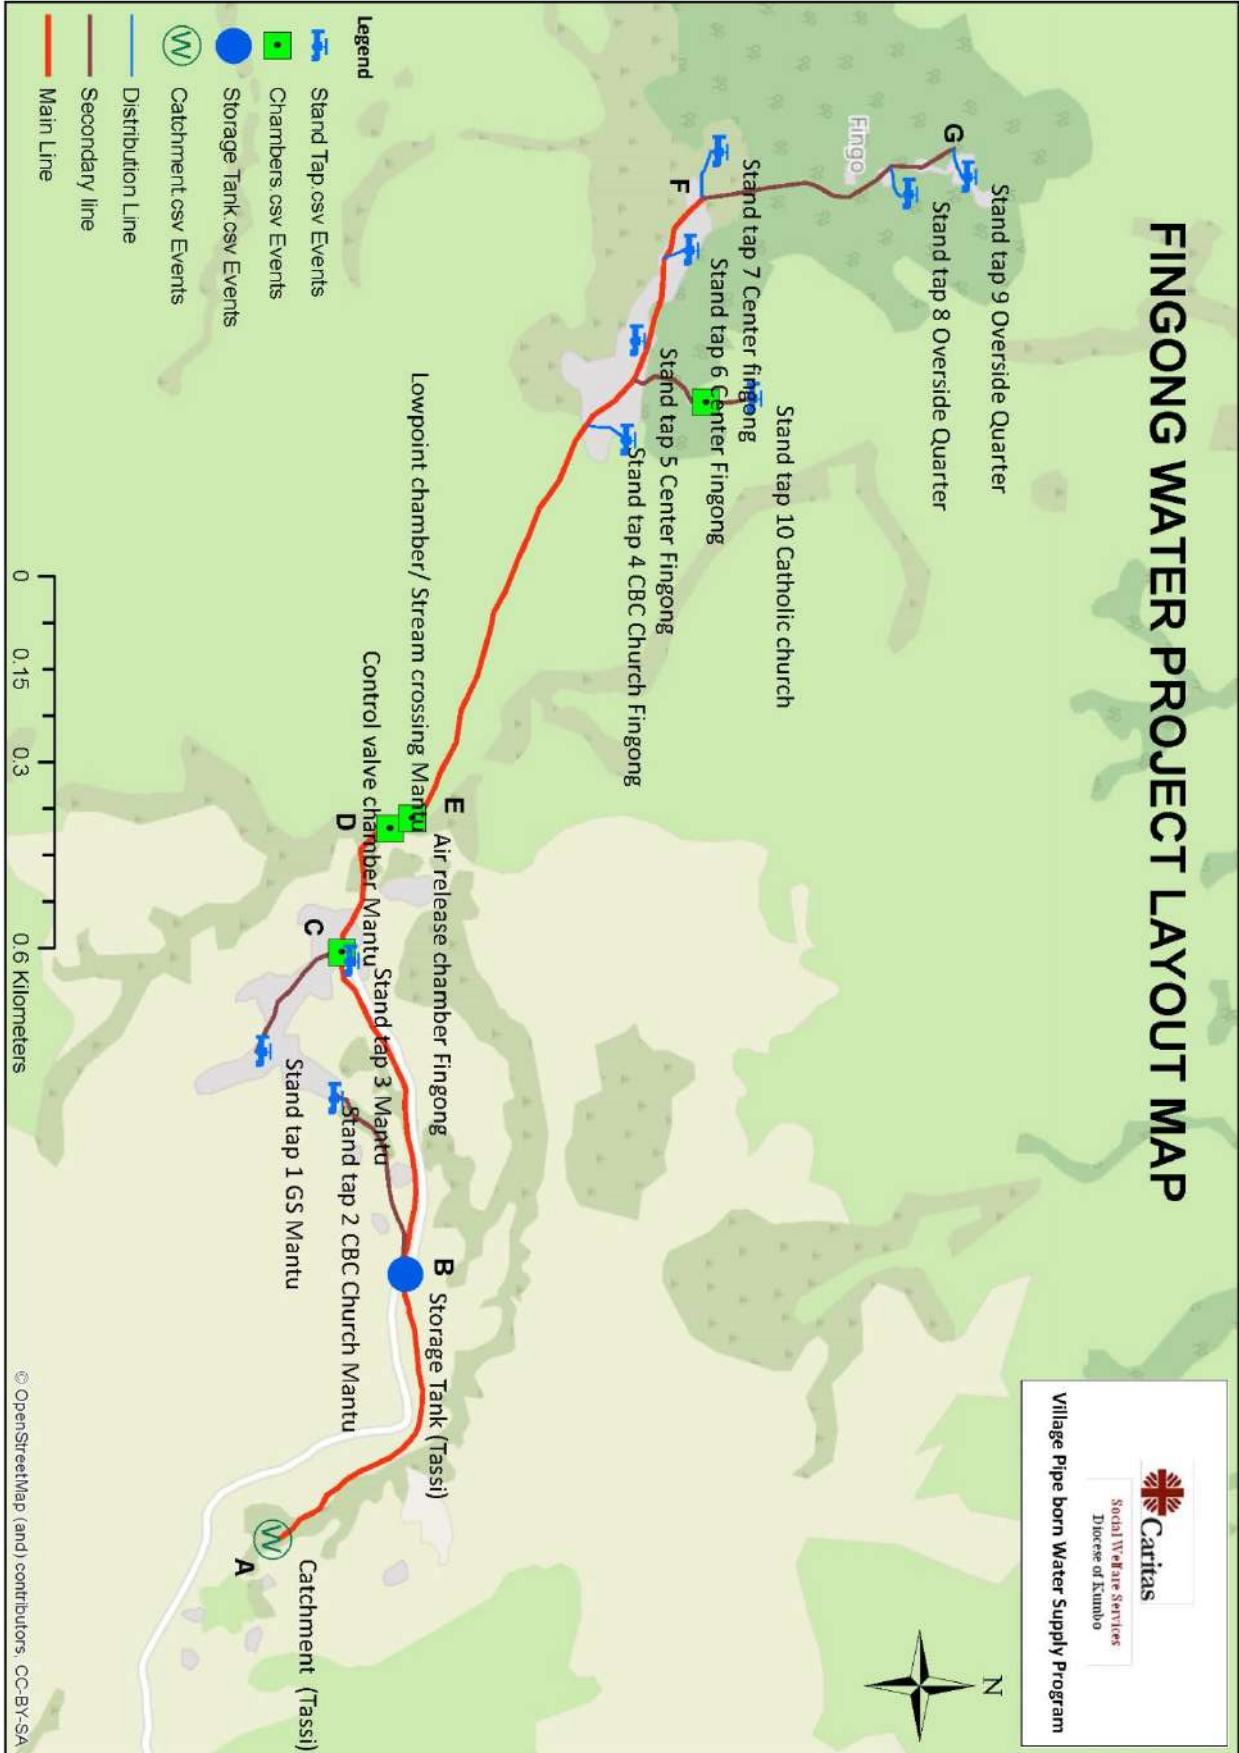 FINGONG WATER PROJECT LAYOUT MAP
Caritas
Social Welfare Services
Diocese of Kumbo
Village Pipe born Water Supply Program
N
Stand tap 9 Overside Quarter
G
Stand tap 8 Overside Quarter
Fingo
Stand tap 10 Catholic church
Stand tap 7 Center fingong
F
Stand tap 6 Center Fingong
Stand tap 5 Center Fingong
Stand tap 4 CBC Church Fingong
Lowpoint chamber/ Stream crossing Mantu
E
Air release chamber Fingong
D
Control valve chamber Mantu
C
Stand tap 3 Mantu
Stand tap 2 CBC Church Mantu
Stand tap 1 GS Mantu
B
Storage Tank (Tassi)
A
Catchment (Tassi)
W
Legend
Stand Tap.csv Events
Chambers.csv Events
Storage Tank.csv Events
W
Catchment.csv Events
Distribution Line
Secondary line
Main Line
0 0.15 0.3 0.6 Kilometers
© OpenStreetMap (and) contributors, CC-BY-SA